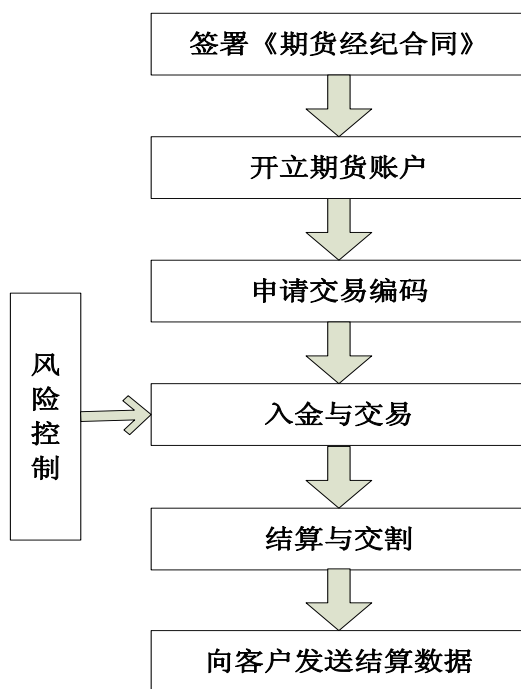 签署《期货经纪合同》
开立期货账户
申请交易编码
风险控制
入金与交易
结算与交割
向客户发送结算数据